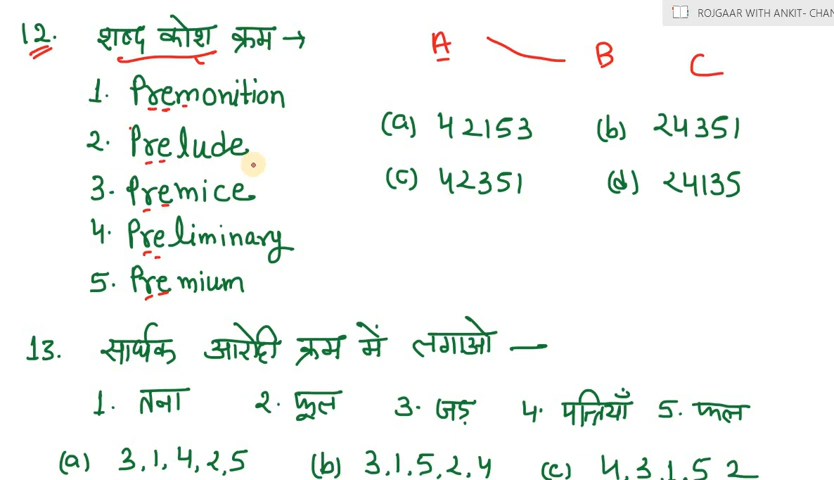 ROJGAAR WITH ANKIT- CHAN
12. शब्द कोश क्रम →
A B C
1. Premonition
2. Prelude
3. Premice
4. Preliminary
5. Premium
(a) 42153 (b) 24351
(c) 42351 (d) 24135
13. सार्थक आरोही क्रम में लगाओ —
1. तना 2. फूल 3. जड़ 4. पत्तियाँ 5. फल
(a) 3,1,4,2,5 (b) 3,1,5,2,4 (c) 4,3,1,5 2